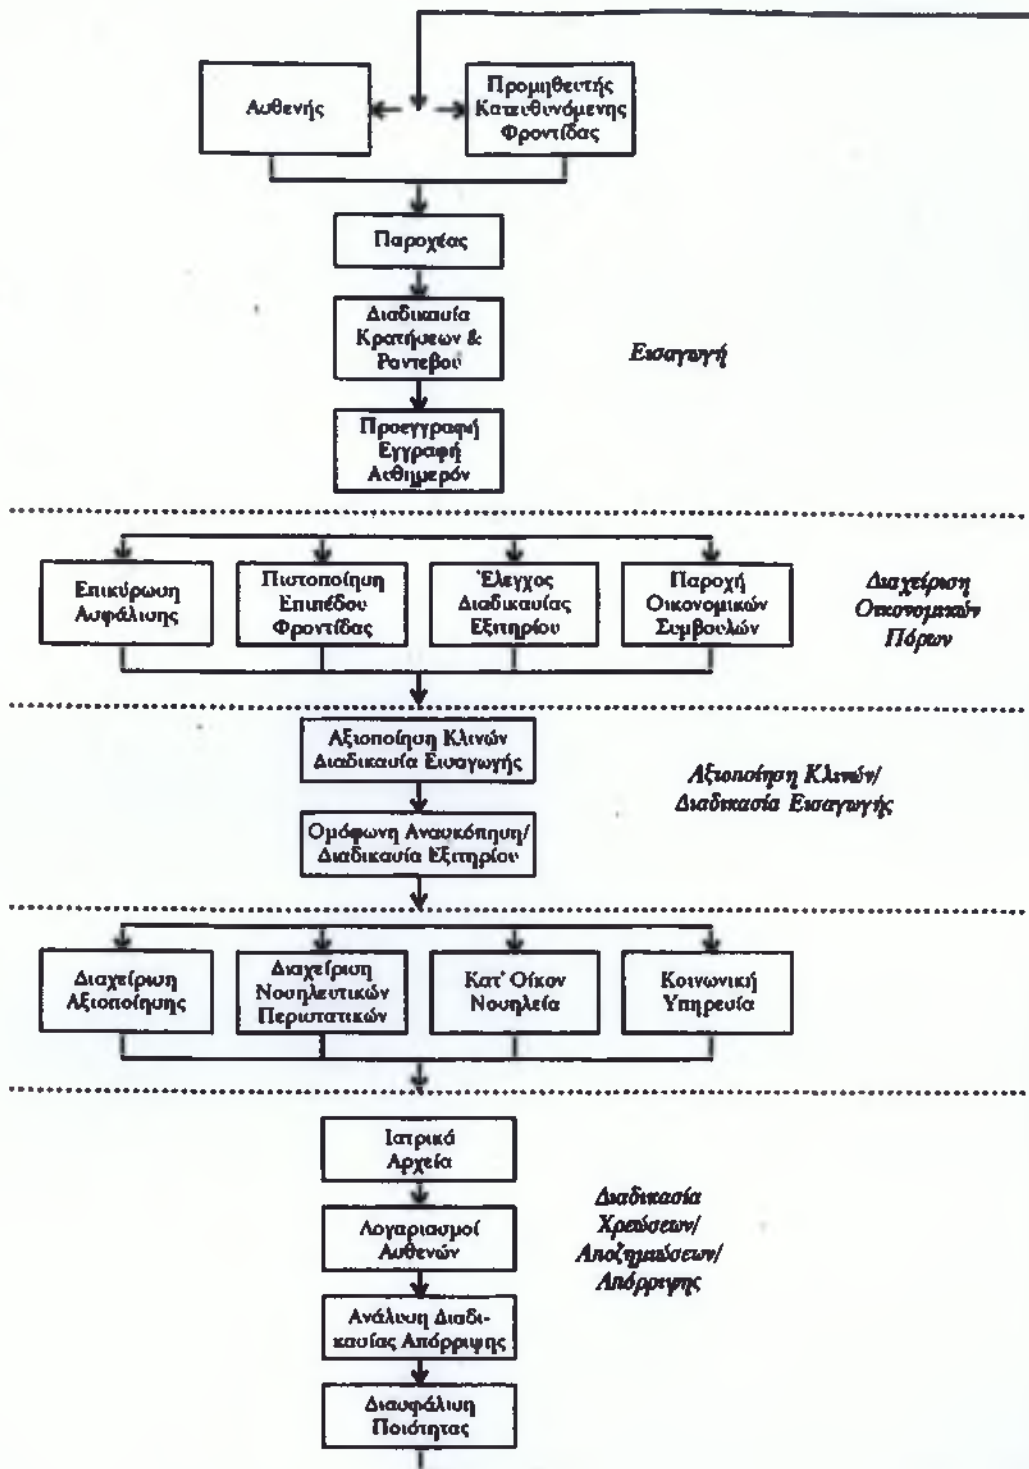 Ασθενής
Προμηθευτής
Κατευθυνόμενης
Φροντίδας
Παροχέας
Διαδικασία
Κρατήσεων &
Ραντεβού
Εισαγωγή
Προεγγραφή
Εγγραφή
Αυθημερόν
Επικύρωση
Ασφάλισης
Πιστοποίηση
Επιπέδου
Φροντίδας
Έλεγχος
Διαδικασίας
Εξιτηρίου
Παροχή
Οικονομικών
Συμβουλών
Διαχείριση
Οικονομικών
Πόρων
Αξιοποίηση Κλινών
Διαδικασία Εισαγωγής
Αξιοποίηση Κλινών/
Διαδικασία Εισαγωγής
Ομόφωνη Ανασκόπηση/
Διαδικασία Εξιτηρίου
Διαχείριση
Αξιοποίησης
Διαχείριση
Νοσηλευτικών
Περιστατικών
Κατ' Οίκον
Νοσηλεία
Κοινωνική
Υπηρεσία
Ιατρικά
Αρχεία
Λογαριασμοί
Ασθενών
Διαδικασία
Χρεώσεων/
Αποζημιώσεων/
Απόρριψης
Ανάλυση Διαδι-
κασίας Απόρριψης
Διασφάλιση
Ποιότητας